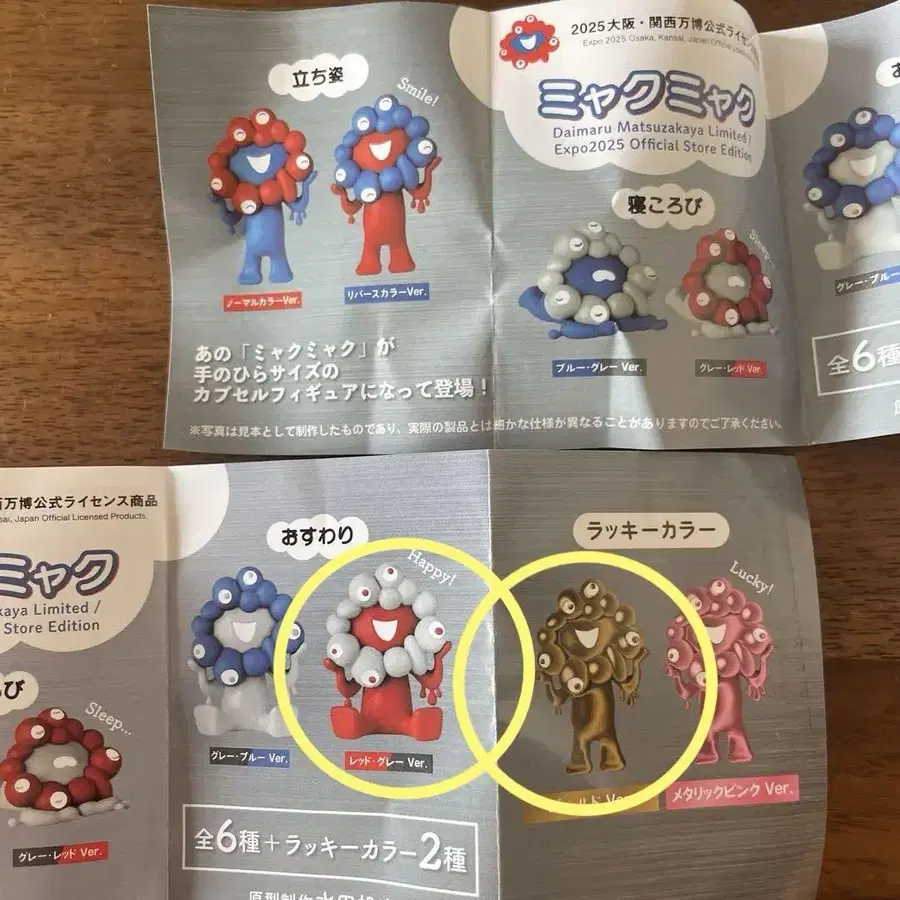 立ち姿
Smile!
ノーマルカラーVer.
リバースカラーVer.
あの「ミャクミャク」が
手のひらサイズの
カプセルフィギュアになって登場！
※写真は見本として制作したものであり、実際の製品とは細かな仕様が異なることがありますのでご了承ください。
2025大阪・関西万博公式ライセン
Expo 2025 Osaka, Kansai, Japan Official
ミャクミャク
Daimaru Matsuzakaya Limited /
Expo2025 Official Store Edition
寝ころび
Sleep...
ブルー・グレー Ver.
グレー・レッド Ver.
お
グレー・ブルー
全6種
西万博公式ライセンス商品
sai, Japan Official Licensed Products
ミャク
kaya Limited /
Store Edition
び
Sleep...
グレー・レッド Ver.
おすわり
Happy!
グレー・ブルー Ver.
レッド・グレー Ver.
全6種＋ラッキーカラー2種
原型制作
ラッキーカラー
Lucky!
ルド Ver.
メタリックピンク Ver.